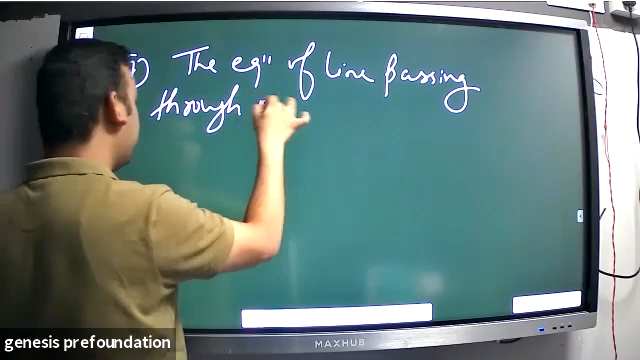 i) The eqⁿ of line passing
through
MAXHUB
genesis prefoundation